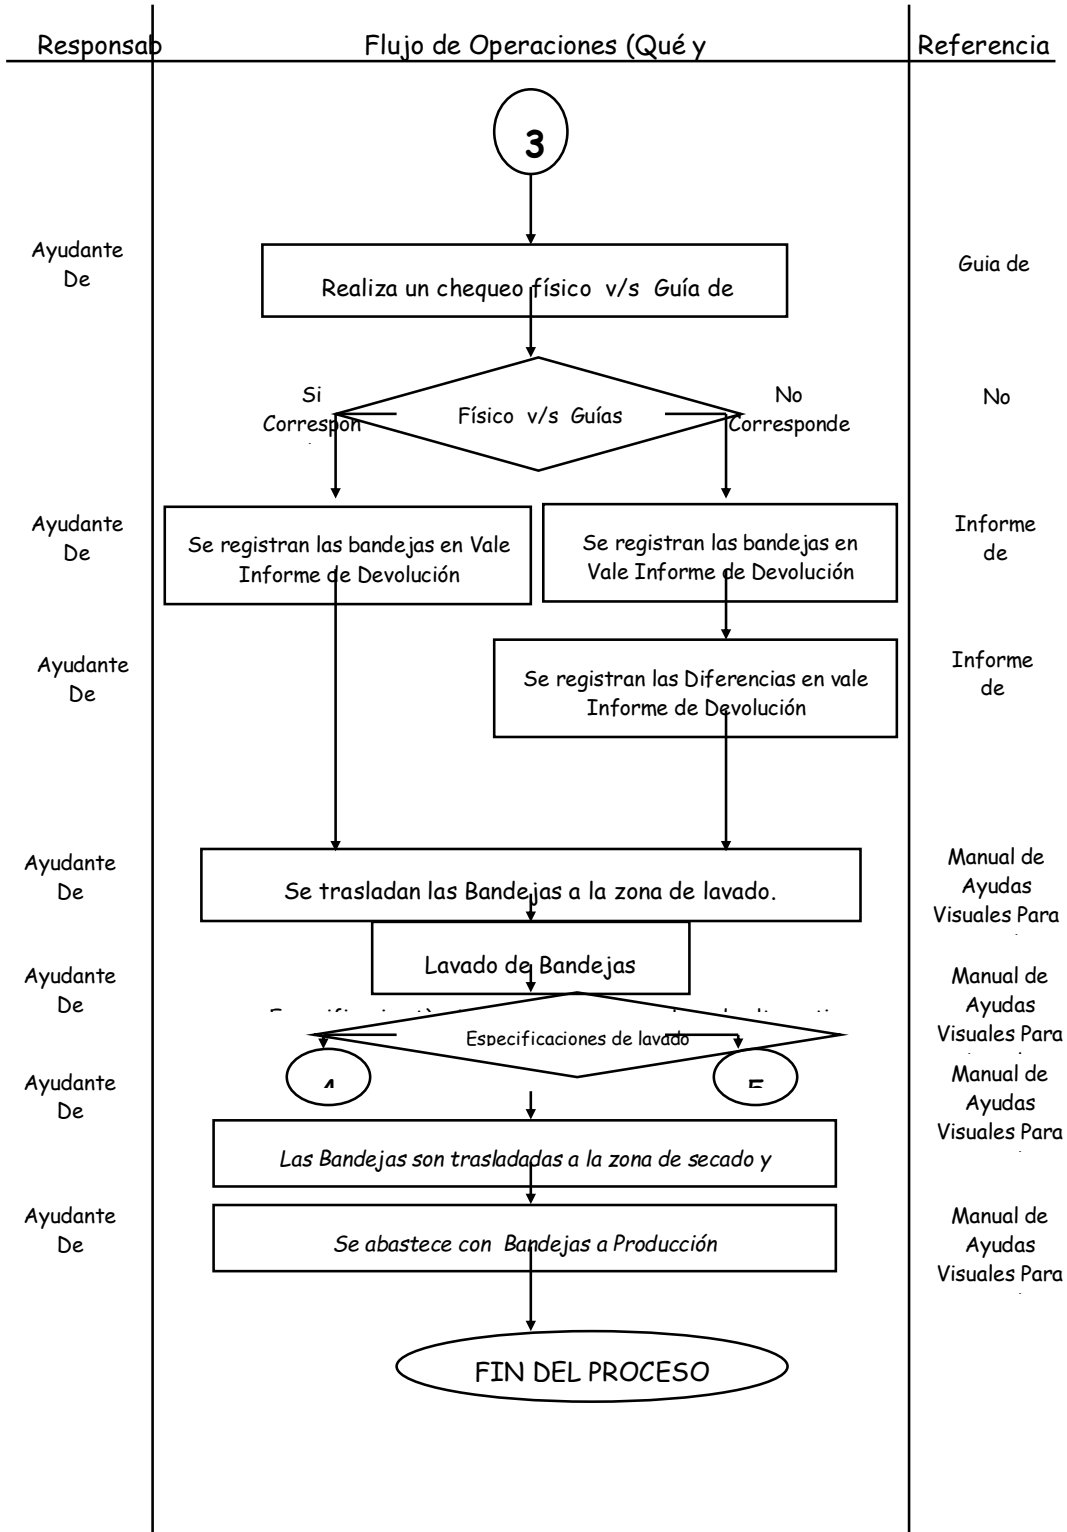 Responsab
Flujo de Operaciones (Qué y
Referencia
3
Ayudante
De
Realiza un chequeo físico v/s Guía de
Guia de
Si
Correspon
Físico v/s Guías
No
Corresponde
No
Ayudante
De
Se registran las bandejas en Vale
Informe de Devolución
Se registran las bandejas en
Vale Informe de Devolución
Informe
de
Ayudante
De
Se registran las Diferencias en vale
Informe de Devolución
Informe
de
Ayudante
De
Se trasladan las Bandejas a la zona de lavado.
Manual de
Ayudas
Visuales Para
Lavado de Bandejas
Ayudante
De
Manual de
Ayudas
Visuales Para
Especificaciones de lavado
Ayudante
De
4
5
Manual de
Ayudas
Visuales Para
Las Bandejas son trasladadas a la zona de secado y
Ayudante
De
Se abastece con Bandejas a Producción
Manual de
Ayudas
Visuales Para
FIN DEL PROCESO